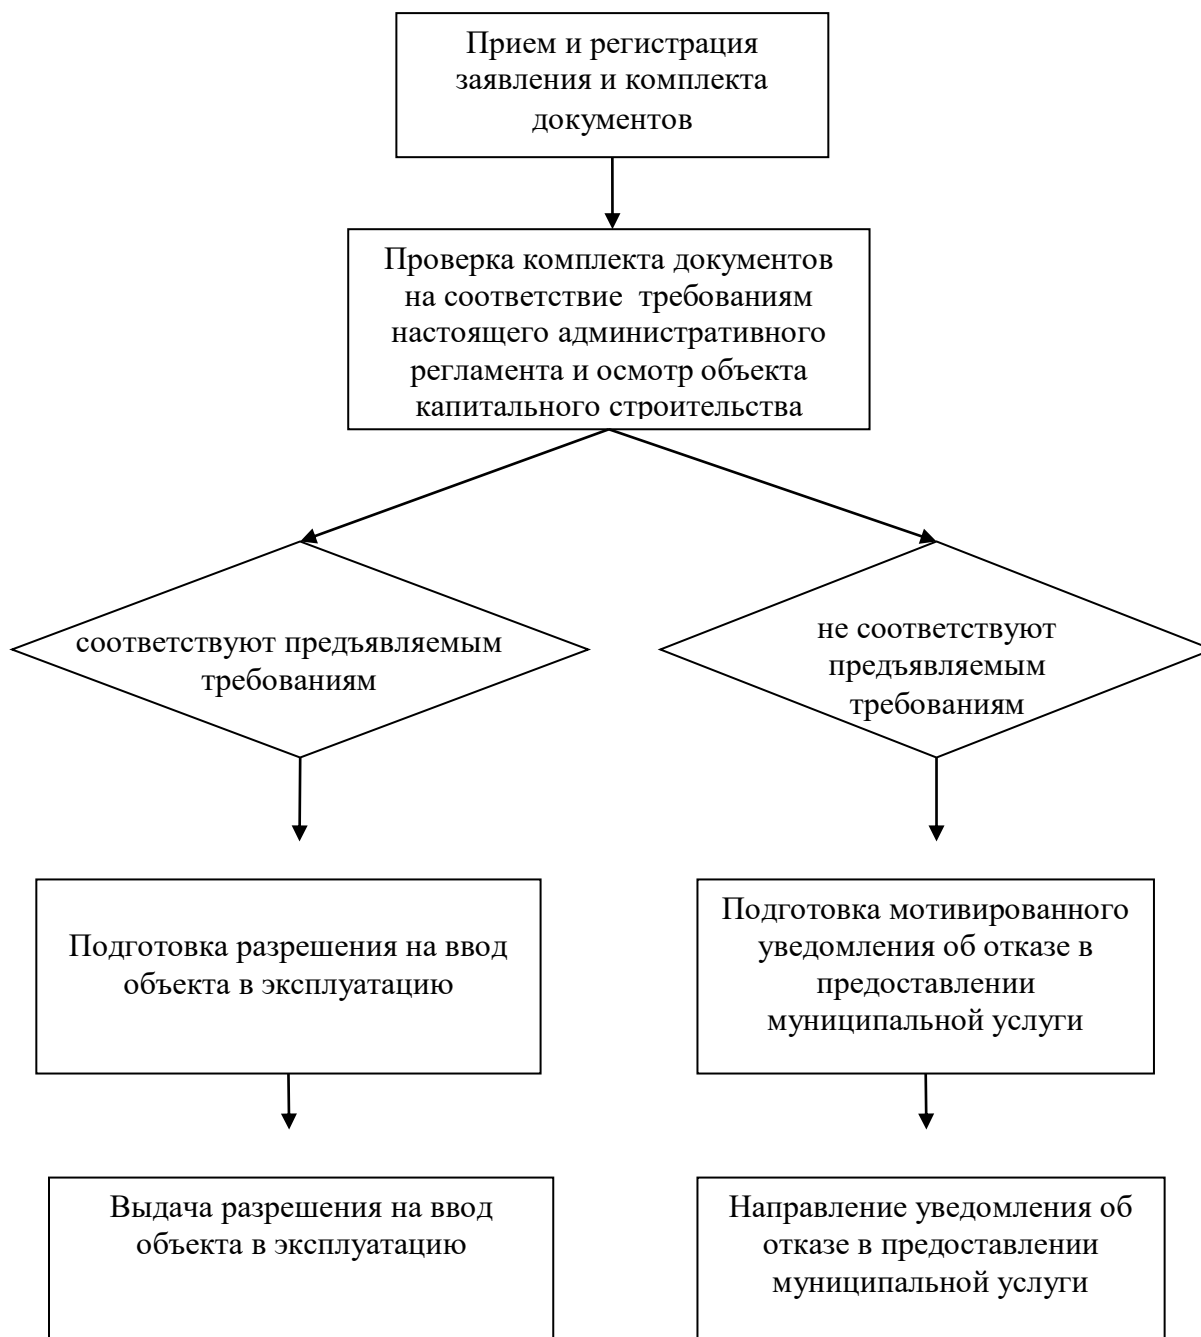 Прием и регистрация
заявления и комплекта
документов
Проверка комплекта документов
на соответствие  требованиям
настоящего административного
регламента и осмотр объекта
капитального строительства
соответствуют предъявляемым
требованиям
не соответствуют
предъявляемым
требованиям
Подготовка разрешения на ввод
объекта в эксплуатацию
Подготовка мотивированного
уведомления об отказе в
предоставлении
муниципальной услуги
Выдача разрешения на ввод
объекта в эксплуатацию
Направление уведомления об
отказе в предоставлении
муниципальной услуги